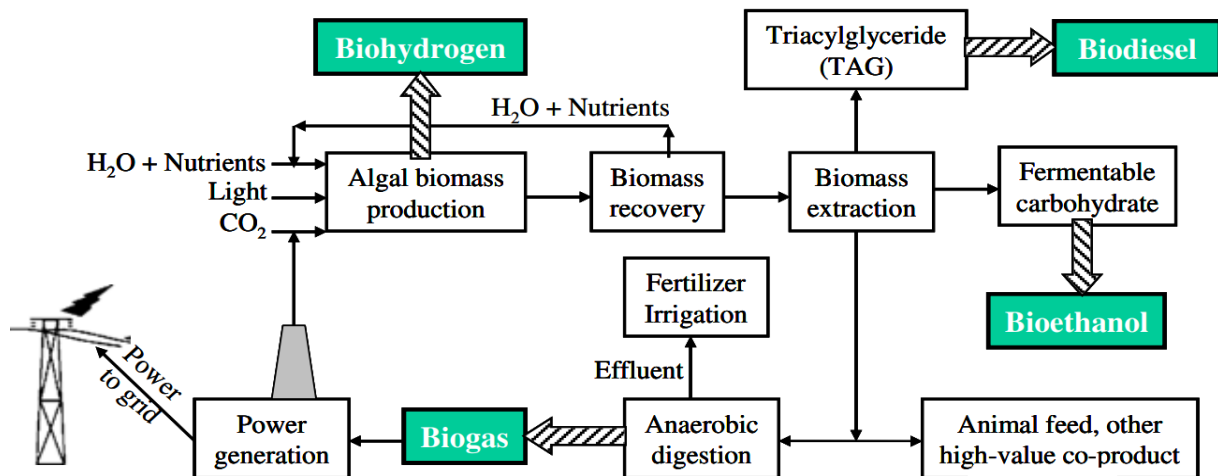 Biohydrogen
Triacylglyceride
(TAG)
Biodiesel
H₂O + Nutrients
H₂O + Nutrients
Light
CO₂
Algal biomass
production
Biomass
recovery
Biomass
extraction
Fermentable
carbohydrate
Fertilizer
Irrigation
Bioethanol
Effluent
Power
to grid
Power
generation
Biogas
Anaerobic
digestion
Animal feed, other
high-value co-product